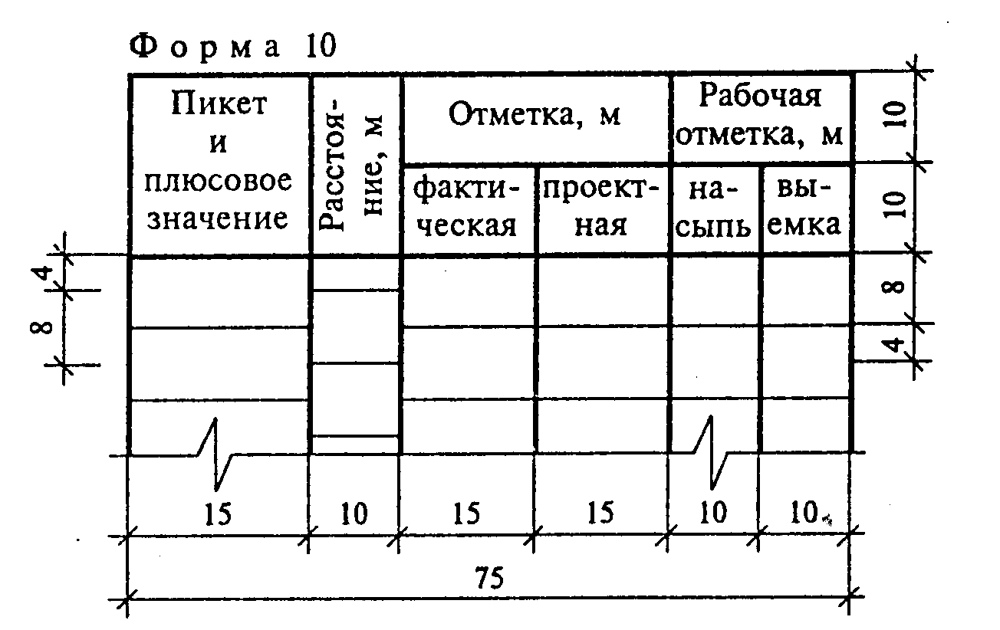 Форма 10
Пикет
и
плюсовое
значение
Расстоя-
ние, м
Отметка, м
Рабочая
отметка, м
факти-
ческая
проект-
ная
на-
сыпь
вы-
емка
10
10
8
4
4
8
15
10
15
15
10
10
75